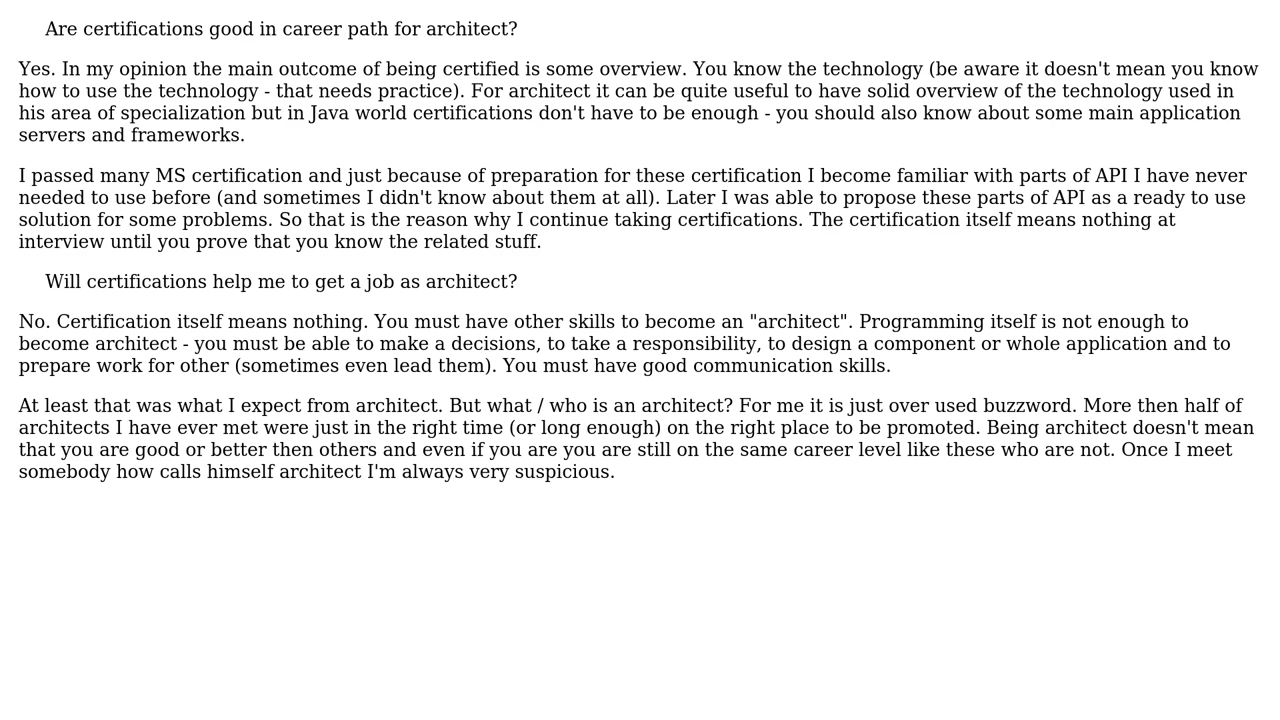 Are certifications good in career path for architect?
Yes. In my opinion the main outcome of being certified is some overview. You know the technology (be aware it doesn't mean you know
how to use the technology - that needs practice). For architect it can be quite useful to have solid overview of the technology used in
his area of specialization but in Java world certifications don't have to be enough - you should also know about some main application
servers and frameworks.
I passed many MS certification and just because of preparation for these certification I become familiar with parts of API I have never
needed to use before (and sometimes I didn't know about them at all). Later I was able to propose these parts of API as a ready to use
solution for some problems. So that is the reason why I continue taking certifications. The certification itself means nothing at
interview until you prove that you know the related stuff.
Will certifications help me to get a job as architect?
No. Certification itself means nothing. You must have other skills to become an "architect". Programming itself is not enough to
become architect - you must be able to make a decisions, to take a responsibility, to design a component or whole application and to
prepare work for other (sometimes even lead them). You must have good communication skills.
At least that was what I expect from architect. But what / who is an architect? For me it is just over used buzzword. More then half of
architects I have ever met were just in the right time (or long enough) on the right place to be promoted. Being architect doesn't mean
that you are good or better then others and even if you are you are still on the same career level like these who are not. Once I meet
somebody how calls himself architect I'm always very suspicious.